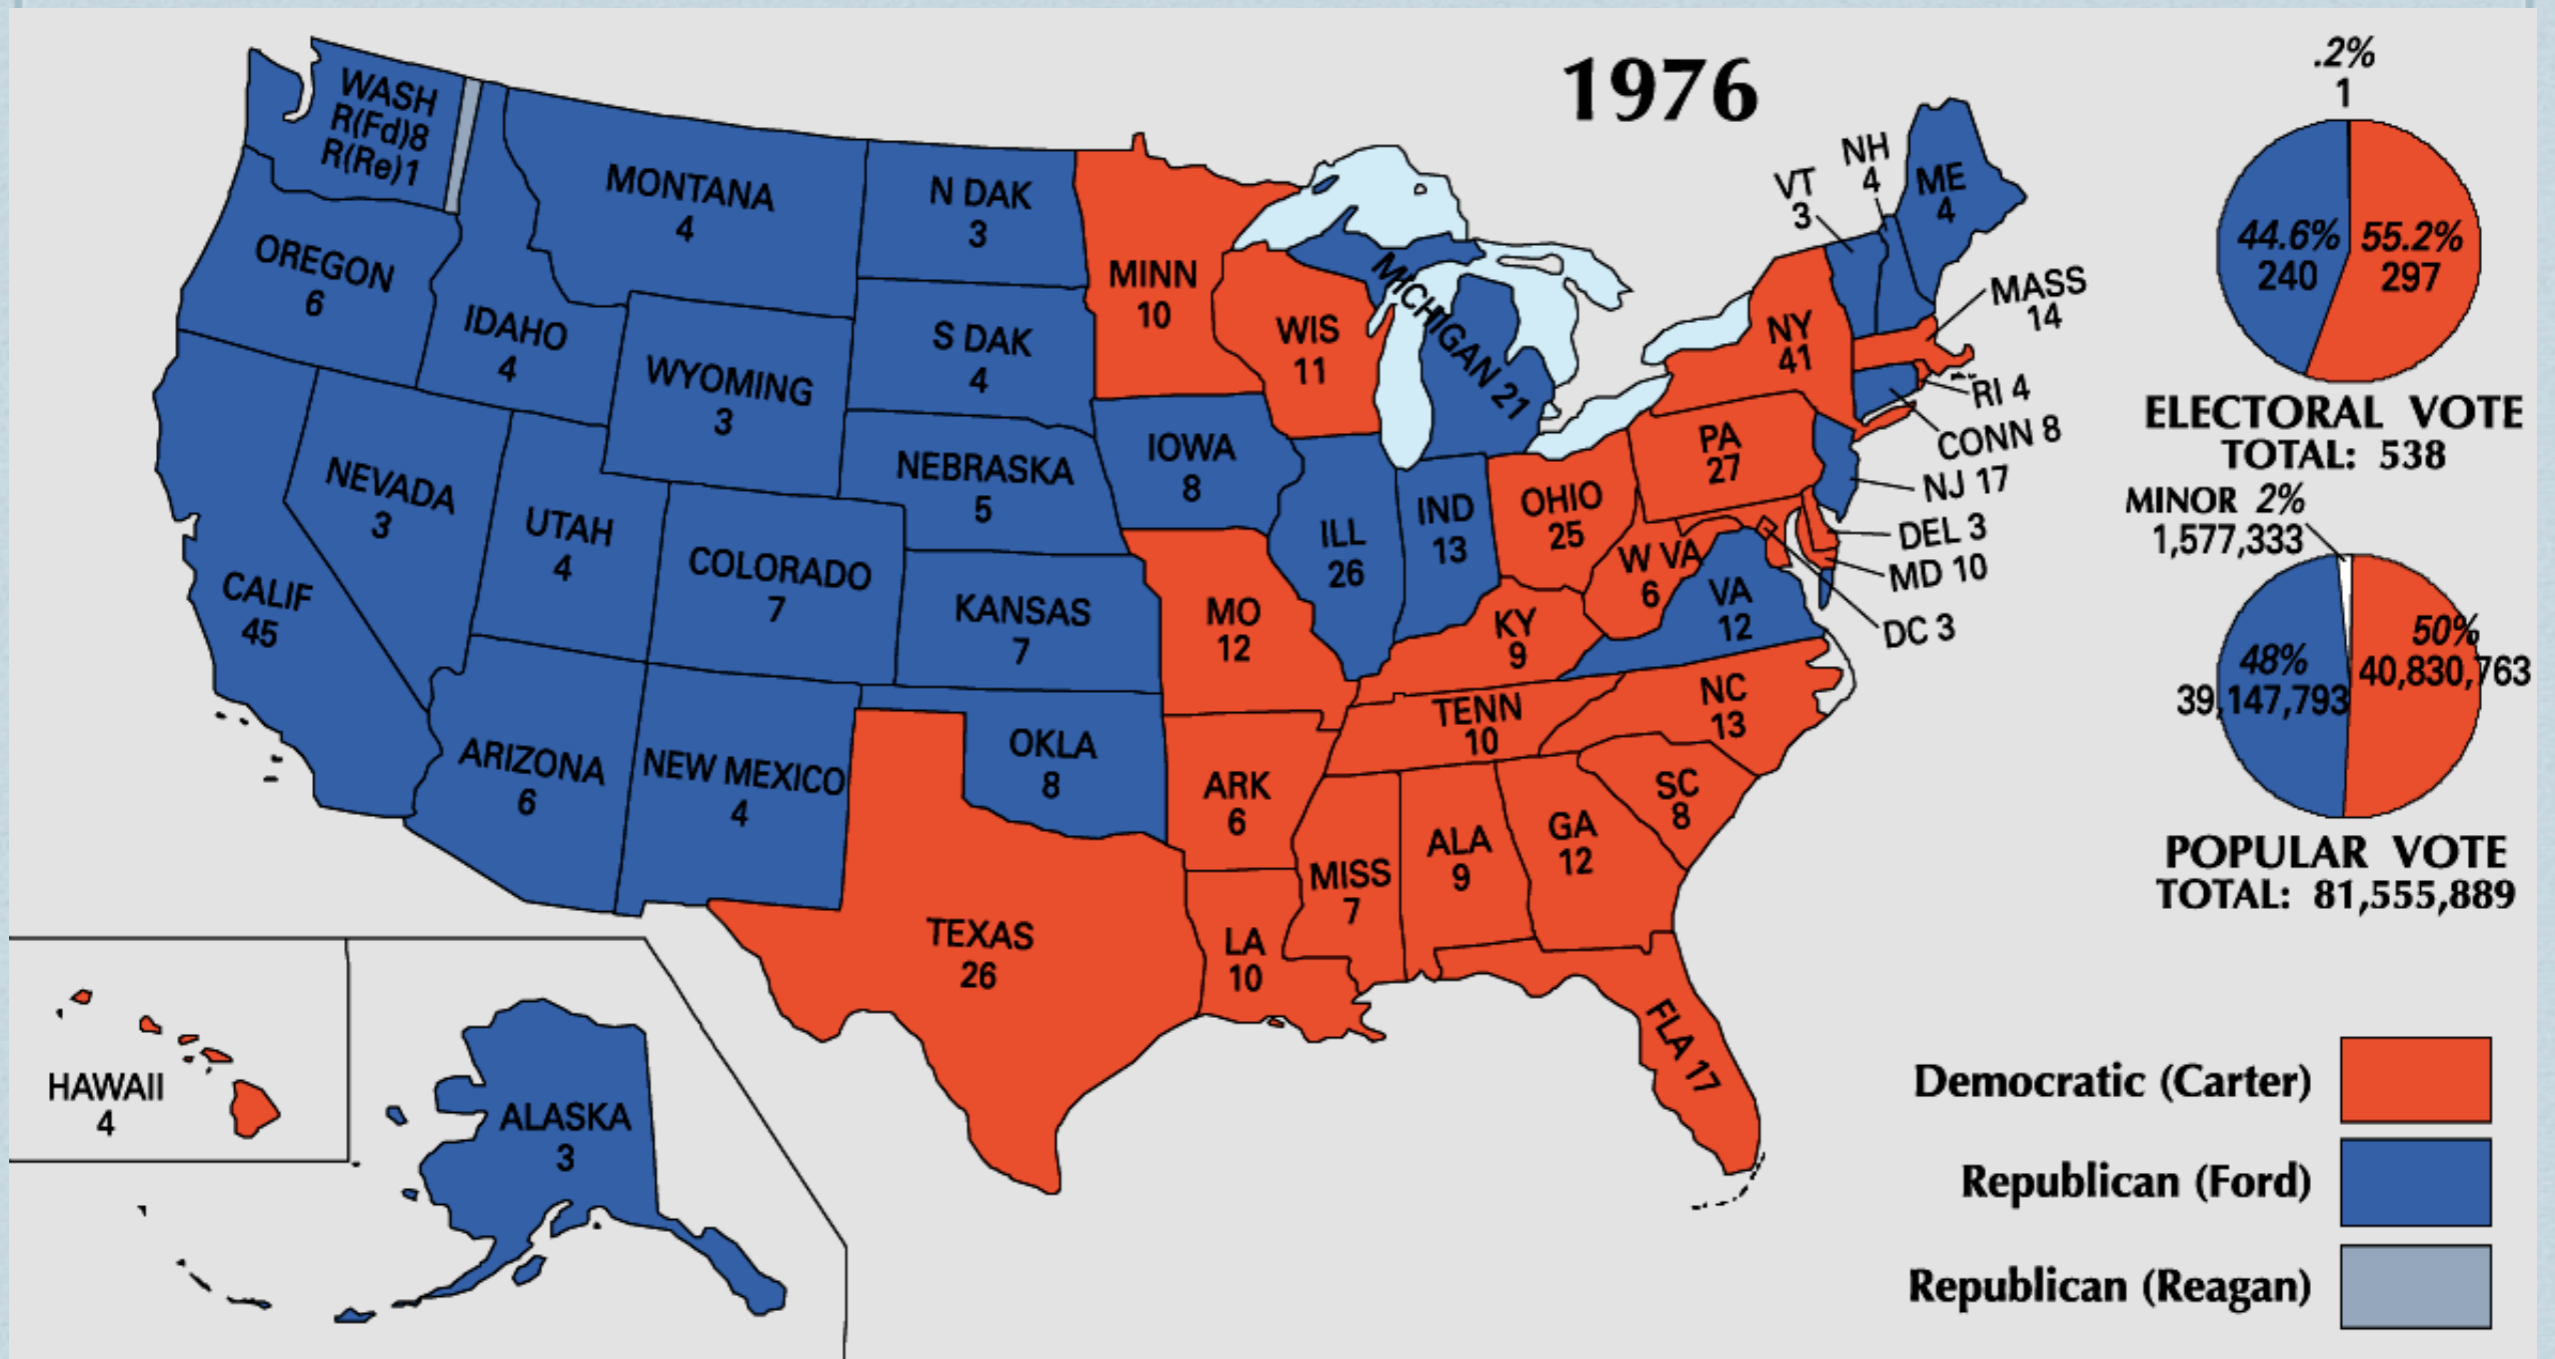 1976
WASH
R(Fd)8
R(Re)1
OREGON
6
CALIF
45
NEVADA
3
IDAHO
4
MONTANA
4
WYOMING
3
UTAH
4
COLORADO
7
ARIZONA
6
NEW MEXICO
4
N DAK
3
S DAK
4
NEBRASKA
5
KANSAS
7
OKLA
8
TEXAS
26
MINN
10
IOWA
8
MO
12
ARK
6
LA
10
WIS
11
ILL
26
MICHIGAN 21
IND
13
OHIO
25
KY
9
TENN
10
MISS
7
ALA
9
GA
12
FLA 17
SC
8
NC
13
VA
12
W VA
6
PA
27
NY
41
VT
3
NH
4
ME
4
MASS
14
RI 4
CONN 8
NJ 17
DEL 3
MD 10
DC 3
HAWAII
4
ALASKA
3
.2%
1
44.6%
240
55.2%
297
ELECTORAL VOTE
TOTAL: 538
MINOR 2%
1,577,333
48%
39,147,793
50%
40,830,763
POPULAR VOTE
TOTAL: 81,555,889
Democratic (Carter)
Republican (Ford)
Republican (Reagan)